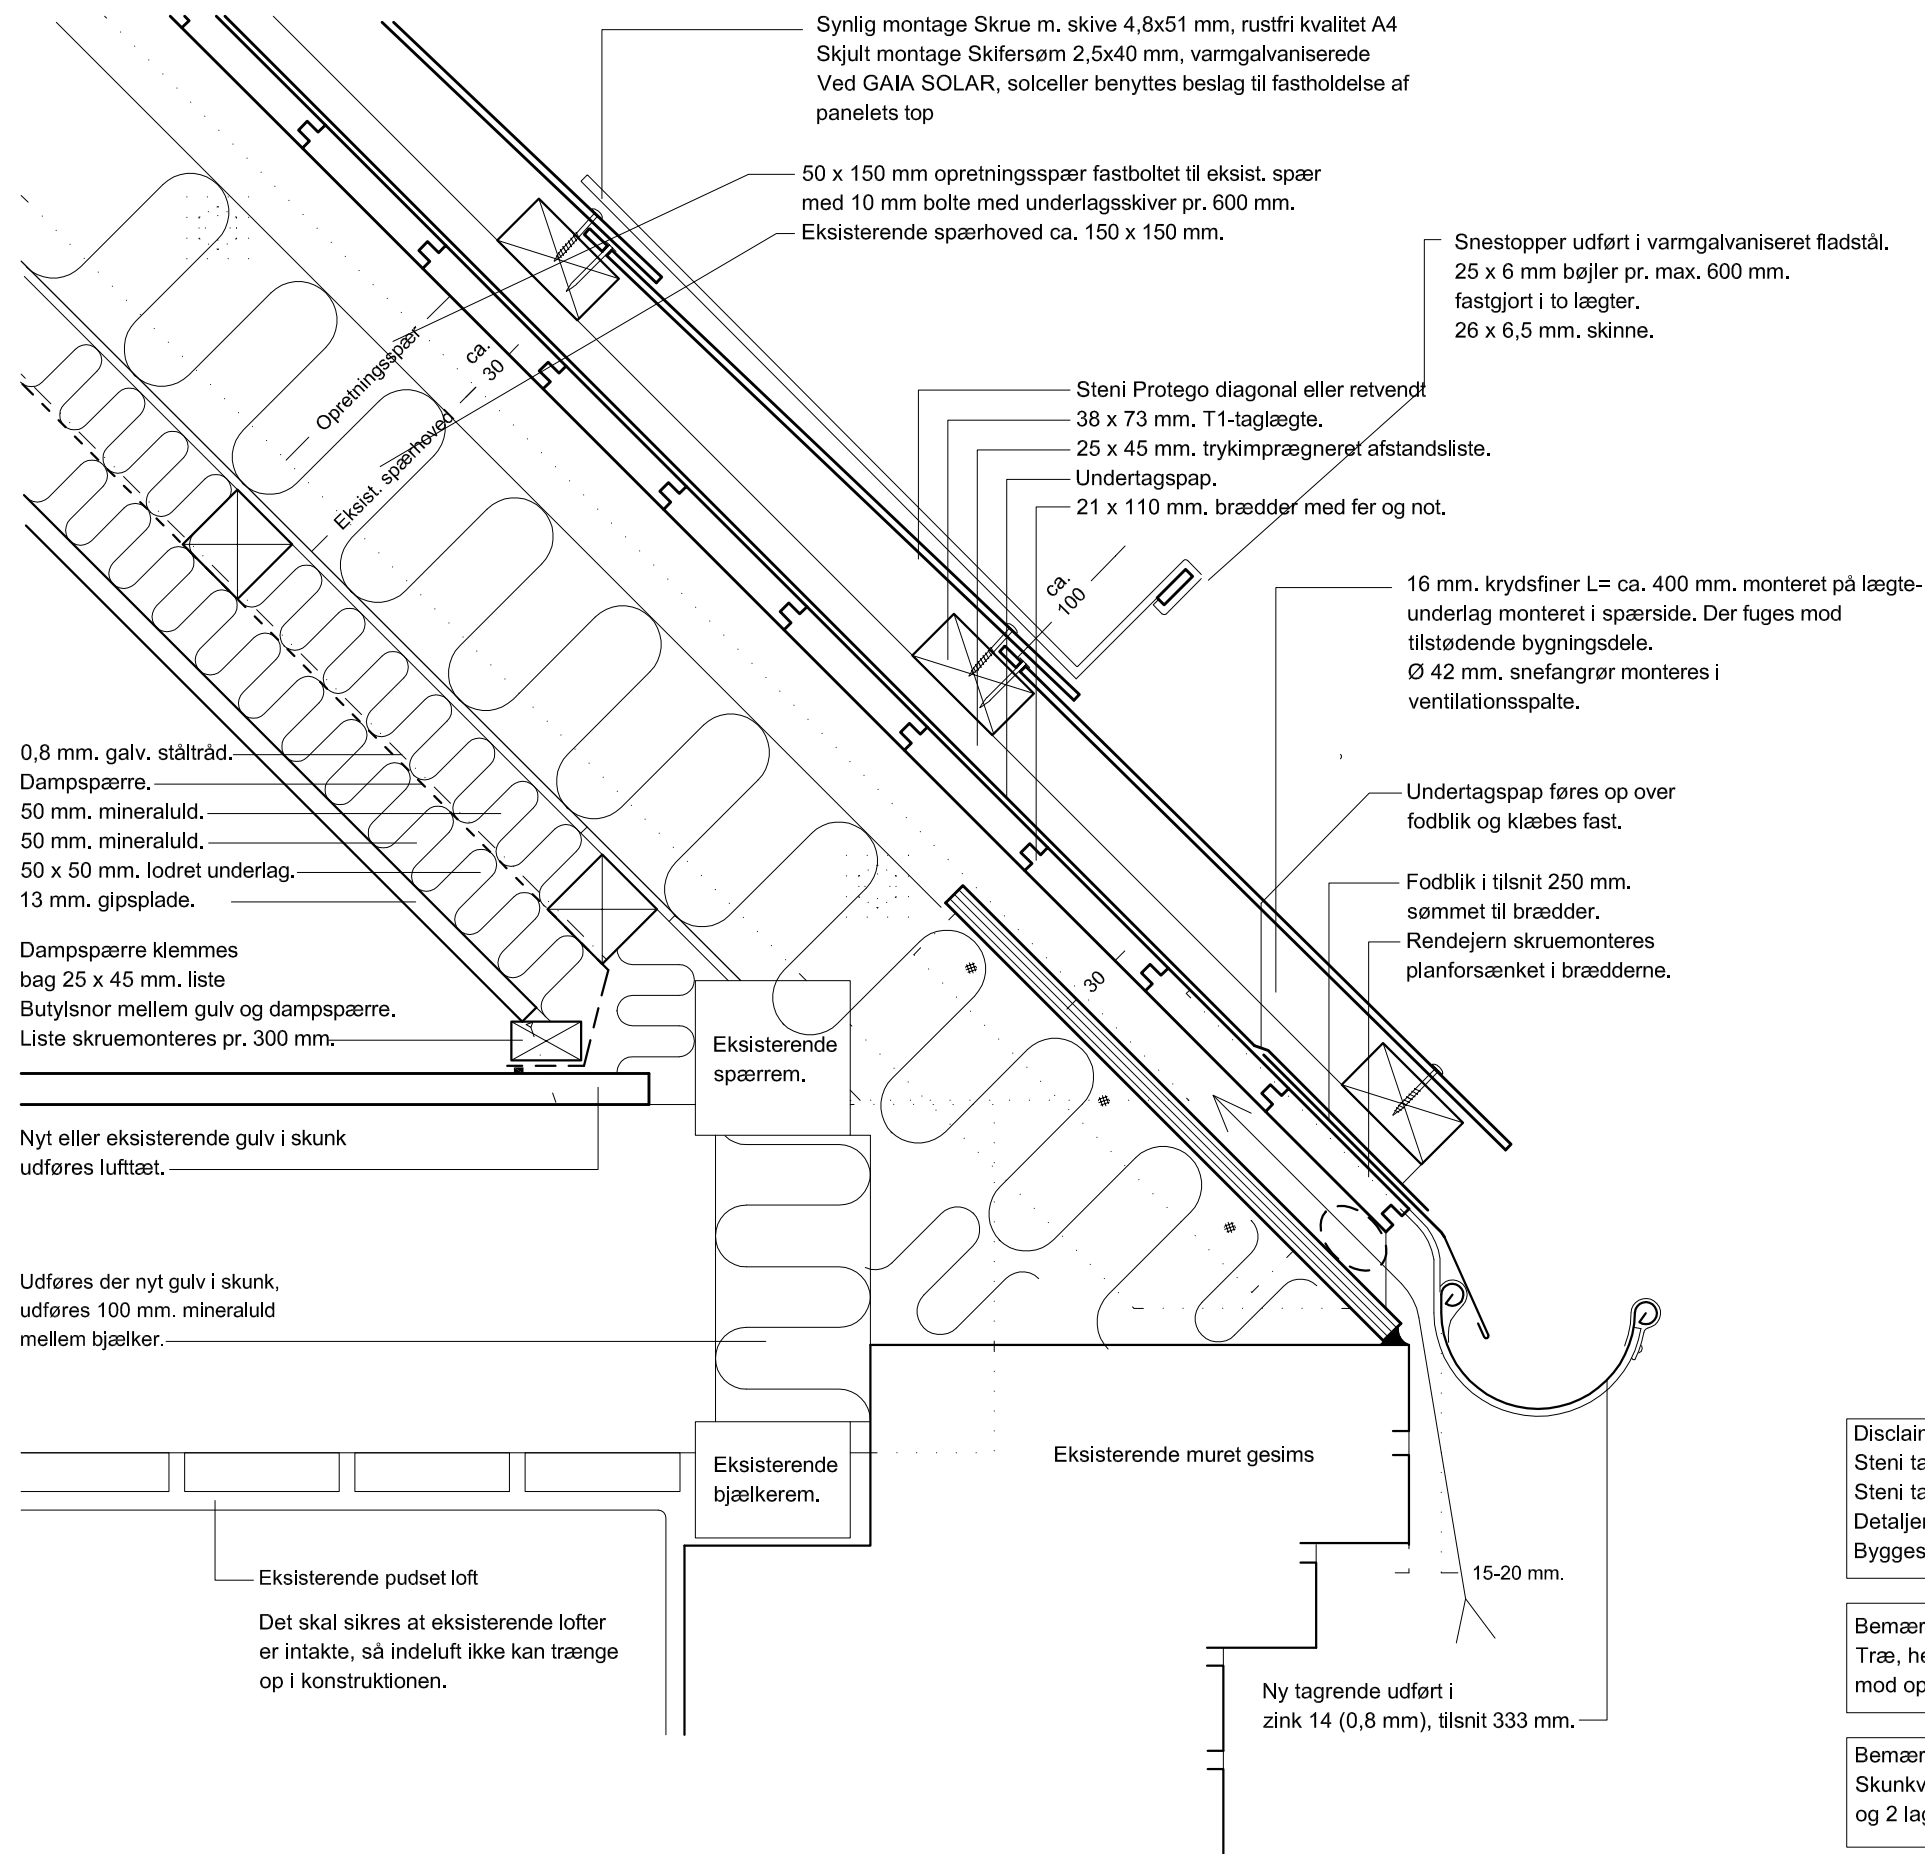 Synlig montage Skrue m. skive 4,8x51 mm, rustfri kvalitet A4
Skjult montage Skifersøm 2,5x40 mm, varmgalvaniserede
Ved GAIA SOLAR, solceller benyttes beslag til fastholdelse af
panelets top
50 x 150 mm opretningsspær fastboltet til eksist. spær
med 10 mm bolte med underlagsskiver pr. 600 mm.
Eksisterende spærhoved ca. 150 x 150 mm.
Snestopper udført i varmgalvaniseret fladstål.
25 x 6 mm bøjler pr. max. 600 mm.
fastgjort i to lægter.
26 x 6,5 mm. skinne.
Opretningsspær
ca.
30
Eksist. spærhoved
Steni Protego diagonal eller retvendt
38 x 73 mm. T1-taglægte.
25 x 45 mm. trykimprægneret afstandsliste.
Undertagspap.
21 x 110 mm. brædder med fer og not.
ca.
100
16 mm. krydsfiner L= ca. 400 mm. monteret på lægte-
underlag monteret i spærside. Der fuges mod
tilstødende bygningsdele.
Ø 42 mm. snefangrør monteres i
ventilationsspalte.
0,8 mm. galv. ståltråd.
Dampspærre.
50 mm. mineraluld.
50 mm. mineraluld.
50 x 50 mm. lodret underlag.
13 mm. gipsplade.
Undertagspap føres op over
fodblik og klæbes fast.
Fodblik i tilsnit 250 mm.
sømmet til brædder.
Rendejern skruemonteres
planforsænket i brædderne.
Dampspærre klemmes
bag 25 x 45 mm. liste
Butylsnor mellem gulv og dampspærre.
Liste skruemonteres pr. 300 mm.
30
Eksisterende
spærrem.
Nyt eller eksisterende gulv i skunk
udføres lufttæt.
Udføres der nyt gulv i skunk,
udføres 100 mm. mineraluld
mellem bjælker.
Eksisterende
bjælkerem.
Eksisterende muret gesims
Eksisterende pudset loft
Det skal sikres at eksisterende lofter
er intakte, så indeluft ikke kan trænge
op i konstruktionen.
15-20 mm.
Ny tagrende udført i
zink 14 (0,8 mm), tilsnit 333 mm.
Steni
Steni
Træ,
mod
og 2